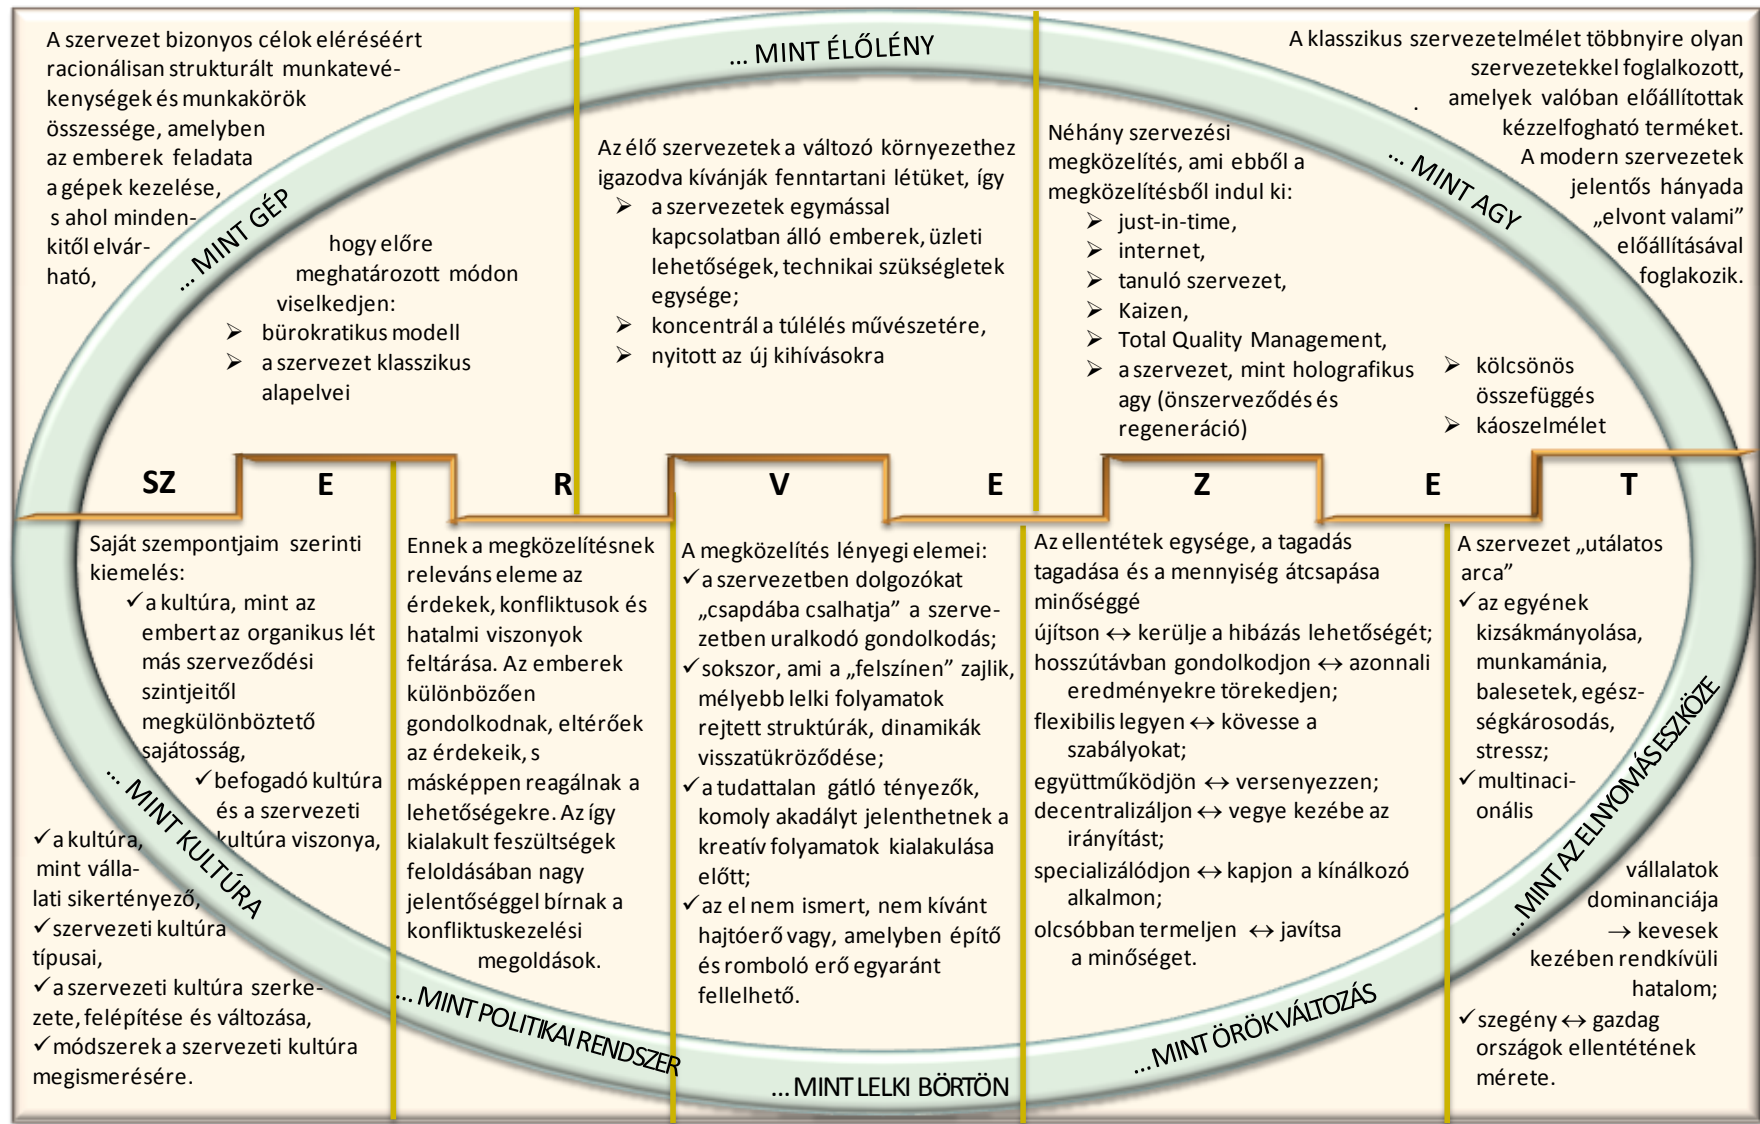 A szervezet bizonyos célok eléréséért
racionálisan strukturált munkatevé-
kenységek és munkakörök
összessége, amelyben
az emberek feladata
a gépek kezelése,
s ahol minden-
kitől elvár-
ható,
... MINT GÉP
hogy előre
meghatározott módon
viselkedjen:
➢ bürokratikus modell
➢ a szervezet klasszikus
alapelvei
... MINT ÉLŐLÉNY
Az élő szervezetek a változó környezethez
igazodva kívánják fenntartani létüket, így
➢ a szervezetek egymással
kapcsolatban álló emberek, üzleti
lehetőségek, technikai szükségletek
egysége;
➢ koncentrál a túlélés művészetére,
➢ nyitott az új kihívásokra
Néhány szervezési
megközelítés, ami ebből a
megközelítésből indul ki:
➢ just-in-time,
➢ internet,
➢ tanuló szervezet,
➢ Kaizen,
➢ Total Quality Management,
➢ a szervezet, mint holografikus
agy (önszerveződés és
regeneráció)
➢ kölcsönös
összefüggés
➢ káoszelmélet
... MINT AGY
A klasszikus szervezetelmélet többnyire olyan
szervezetekkel foglalkozott,
. amelyek valóban előállítottak
kézzelfogható terméket.
A modern szervezetek
jelentős hányada
„elvont valami”
előállításával
foglakozik.
SZ E R V E Z E T
Saját szempontjaim szerinti
kiemelés:
✓a kultúra, mint az
embert az organikus lét
más szerveződési
szintjeitől
megkülönböztető
sajátosság,
✓befogadó kultúra
és a szervezeti
kultúra viszonya,
✓a kultúra,
mint válla-
lati sikertényező,
✓szervezeti kultúra
típusai,
✓a szervezeti kultúra szerke-
zete, felépítése és változása,
✓módszerek a szervezeti kultúra
megismerésére.
... MINT KULTÚRA
Ennek a megközelítésnek
releváns eleme az
érdekek, konfliktusok és
hatalmi viszonyok
feltárása. Az emberek
különbözően
gondolkodnak, eltérőek
az érdekeik, s
másképpen reagálnak a
lehetőségekre. Az így
kialakult feszültségek
feloldásában nagy
jelentőséggel bírnak a
konfliktuskezelési
megoldások.
... MINT POLITIKAI RENDSZER
A megközelítés lényegi elemei:
✓a szervezetben dolgozókat
„csapdába csalhatja” a szerve-
zetben uralkodó gondolkodás;
✓sokszor, ami a „felszínen” zajlik,
mélyebb lelki folyamatok
rejtett struktúrák, dinamikák
visszatükröződése;
✓a tudattalan gátló tényezők,
komoly akadályt jelenthetnek a
kreatív folyamatok kialakulása
előtt;
✓az el nem ismert, nem kívánt
hajtóerő vagy, amelyben építő
és romboló erő egyaránt
fellelhető.
... MINT LELKI BÖRTÖN
Az ellentétek egysége, a tagadás
tagadása és a mennyiség átcsapása
minőséggé
újítson ↔ kerülje a hibázás lehetőségét;
hosszútávban gondolkodjon ↔ azonnali
eredményekre törekedjen;
flexibilis legyen ↔ kövesse a
szabályokat;
együttműködjön ↔ versenyezzen;
decentralizáljon ↔ vegye kezébe az
irányítást;
specializálódjon ↔ kapjon a kínálkozó
alkalmon;
olcsóbban termeljen ↔ javítsa
a minőséget.
... MINT ÖRÖK VÁLTOZÁS
A szervezet „utálatos
arca”
✓az egyének
kizsákmányolása,
munkamánia,
balesetek, egész-
ségkárosodás,
stressz;
✓multinaci-
onális
vállalatok
dominanciája
→ kevesek
kezében rendkívüli
hatalom;
✓szegény ↔ gazdag
országok ellentétének
mérete.
... MINT AZ ELNYOMÁS ESZKÖZE